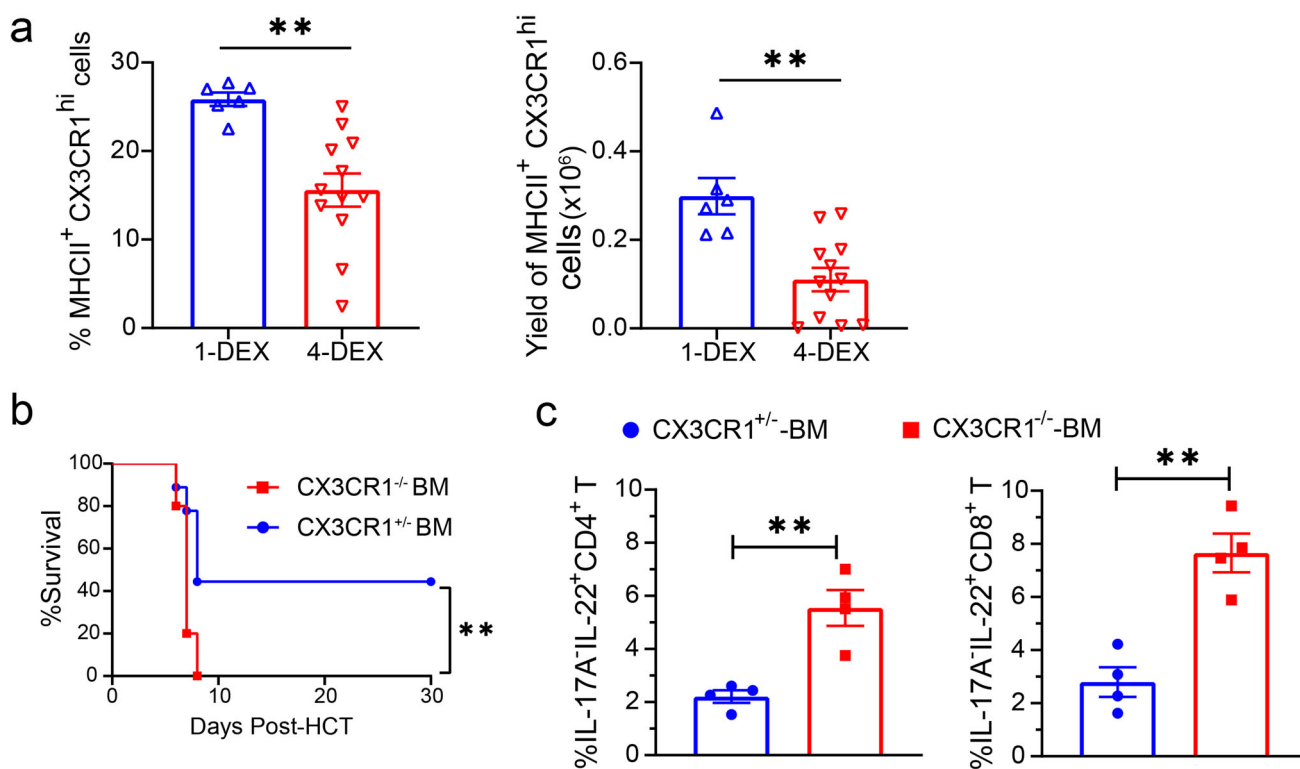 a
% MHCII⁺ CX3CR1ʰⁱ cells
30
20
10
0
**
1-DEX
4-DEX
Yield of MHCII⁺ CX3CR1ʰⁱ
cells (x10⁶)
0.6
0.4
0.2
0.0
**
1-DEX
4-DEX
b
%Survival
100
80
60
40
20
0
CX3CR1⁻/⁻ BM
CX3CR1⁺/⁻ BM
**
0
10
20
30
Days Post-HCT
c
CX3CR1⁺/⁻-BM
CX3CR1⁻/⁻-BM
%IL-17A⁻IL-22⁺CD4⁺ T
10
8
6
4
2
0
**
%IL-17A⁻IL-22⁺CD8⁺ T
10
8
6
4
2
0
**